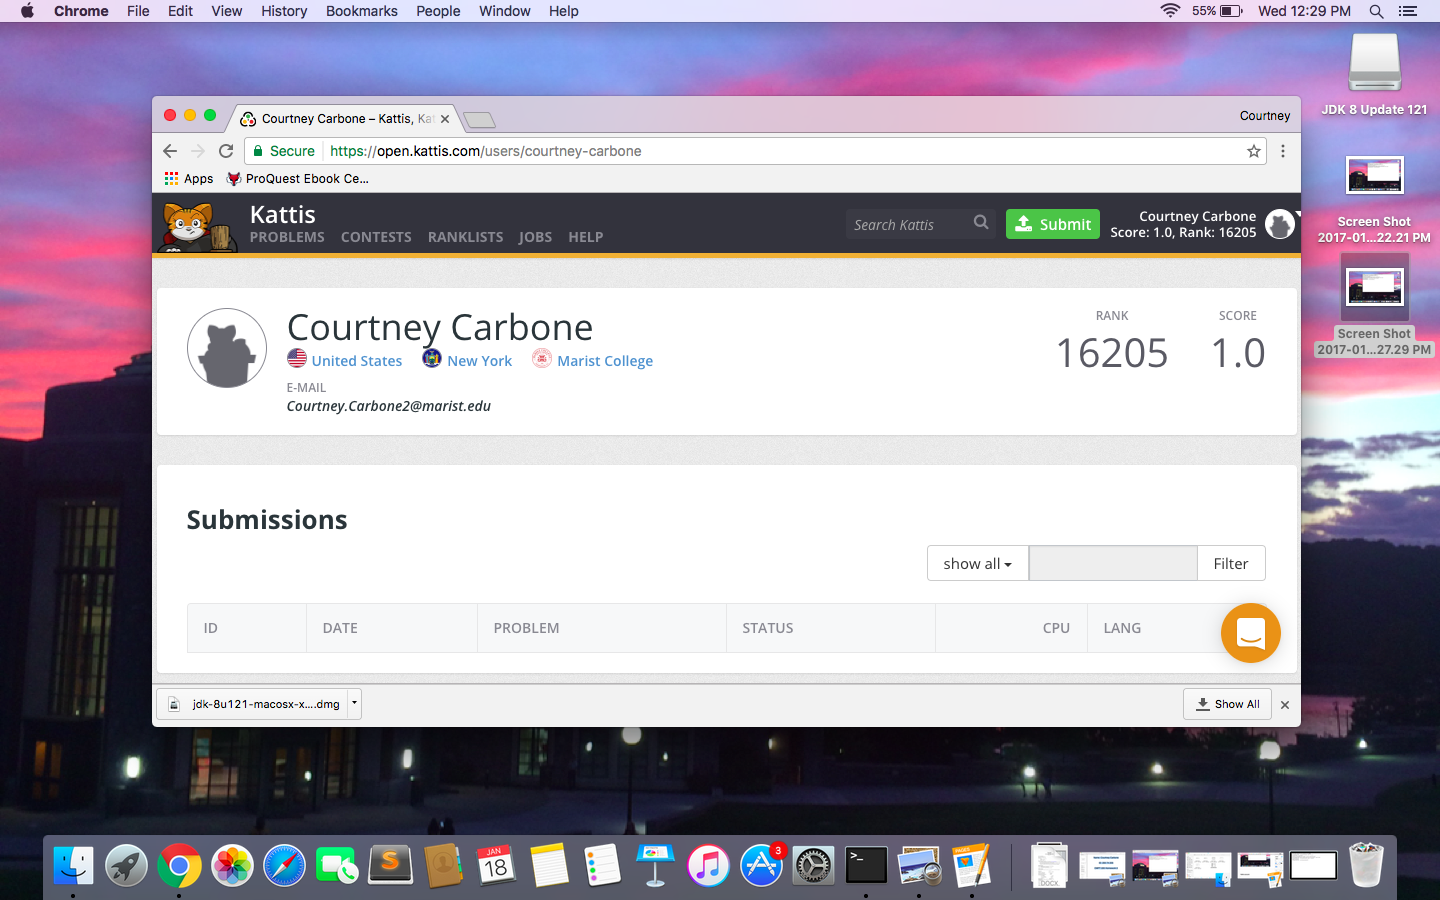 Chrome File Edit View History Bookmarks People Window Help 55% Wed 12:29 PM
JDK 8 Update 121
Screen Shot
2017-01...22.21 PM
Screen Shot
2017-01...27.29 PM
Courtney Carbone – Kattis, Ka
Courtney
Secure https://open.kattis.com/users/courtney-carbone
Apps ProQuest Ebook Ce...
Kattis
PROBLEMS CONTESTS RANKLISTS JOBS HELP
Search Kattis
Submit
Courtney Carbone
Score: 1.0, Rank: 16205
Courtney Carbone
United States New York Marist College
E-MAIL
Courtney.Carbone2@marist.edu
RANK SCORE
16205 1.0
Submissions
show all Filter
ID DATE PROBLEM STATUS CPU LANG
jdk-8u121-macosx-x....dmg
Show All
S
JAN
18
3
>_
PAGES
DOCX